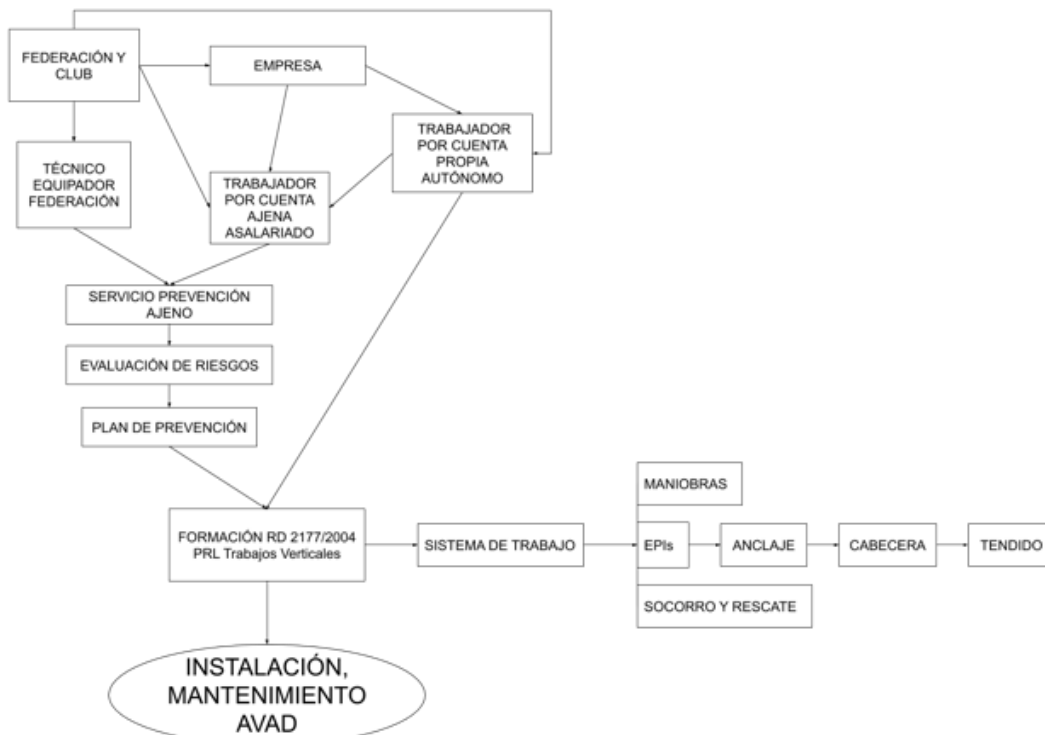 FEDERACIÓN Y
CLUB
EMPRESA
TRABAJADOR
POR CUENTA
PROPIA
AUTÓNOMO
TÉCNICO
EQUIPADOR
FEDERACIÓN
TRABAJADOR
POR CUENTA
AJENA
ASALARIADO
SERVICIO PREVENCIÓN
AJENO
EVALUACIÓN DE RIESGOS
PLAN DE PREVENCIÓN
FORMACIÓN RD 2177/2004
PRL Trabajos Verticales
SISTEMA DE TRABAJO
MANIOBRAS
EPIs
ANCLAJE
CABECERA
TENDIDO
SOCORRO Y RESCATE
INSTALACIÓN,
MANTENIMIENTO
AVAD